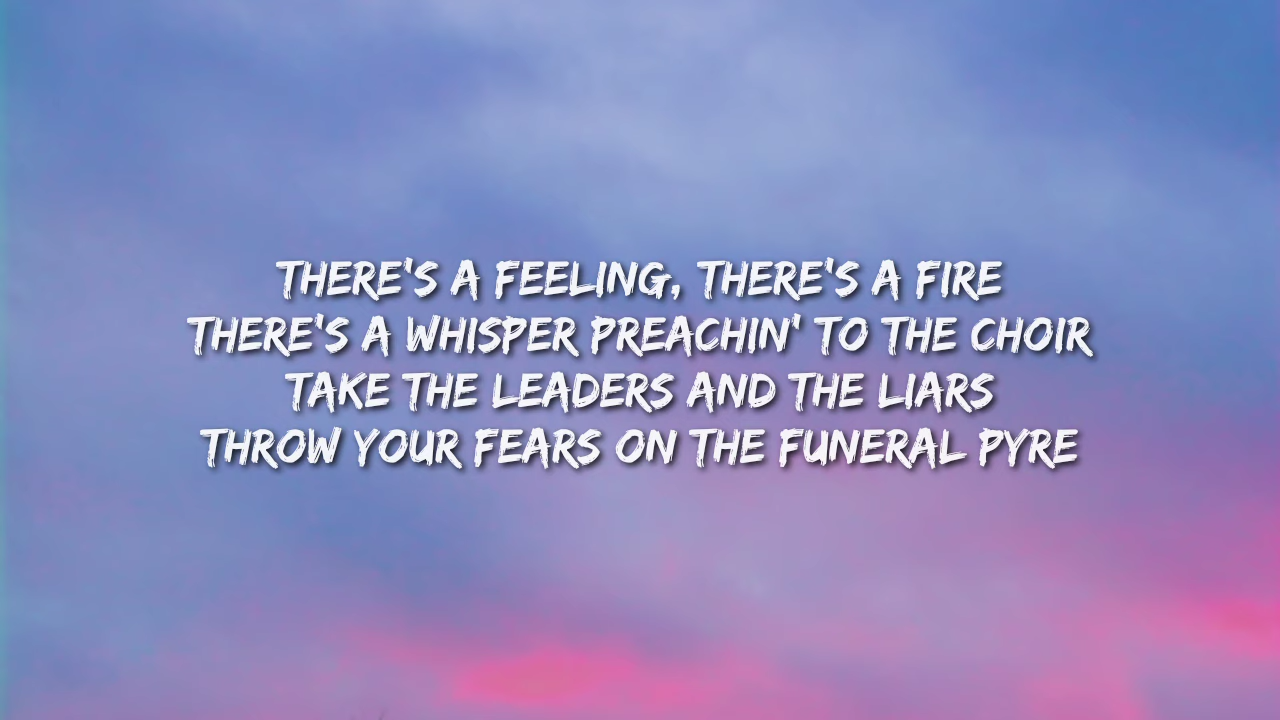 THERE'S A FEELING, THERE'S A FIRE
THERE'S A WHISPER PREACHIN' TO THE CHOIR
TAKE THE LEADERS AND THE LIARS
THROW YOUR FEARS ON THE FUNERAL PYRE